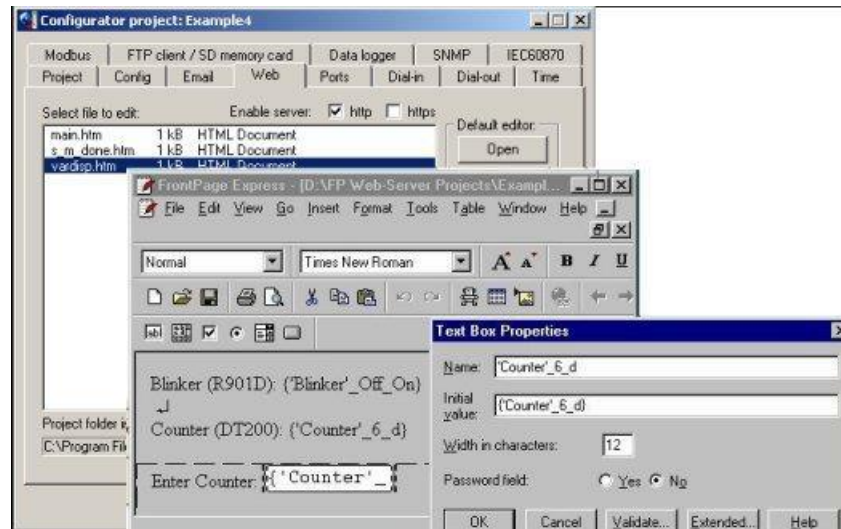 Configurator project: Example4
Modbus FTP client / SD memory card Data logger SNMP IEC60870
Project Config Email Web Ports Dial-in Dial-out Time
Select file to edit: Enable server: http https
Default editor:
Open
main.htm 1 kB HTML Document
s_m_done.htm 1 kB HTML Document
vardisp.htm 1 kB HTML Document
FrontPage Express - [D:\FP Web-Server Projects\Exampl...
File Edit View Go Insert Format Tools Table Window Help
Normal Times New Roman A A B I U
Text Box Properties
Name: 'Counter'_6_d
Initial value: {'Counter'_6_d}
Width in characters: 12
Password field: Yes No
OK Cancel Validate... Extended... Help
Blinker (R901D): {'Blinker'_Off_On}
Counter (DT200): {'Counter'_6_d}
Enter Counter: {'Counter'_
Project folder
C:\Program